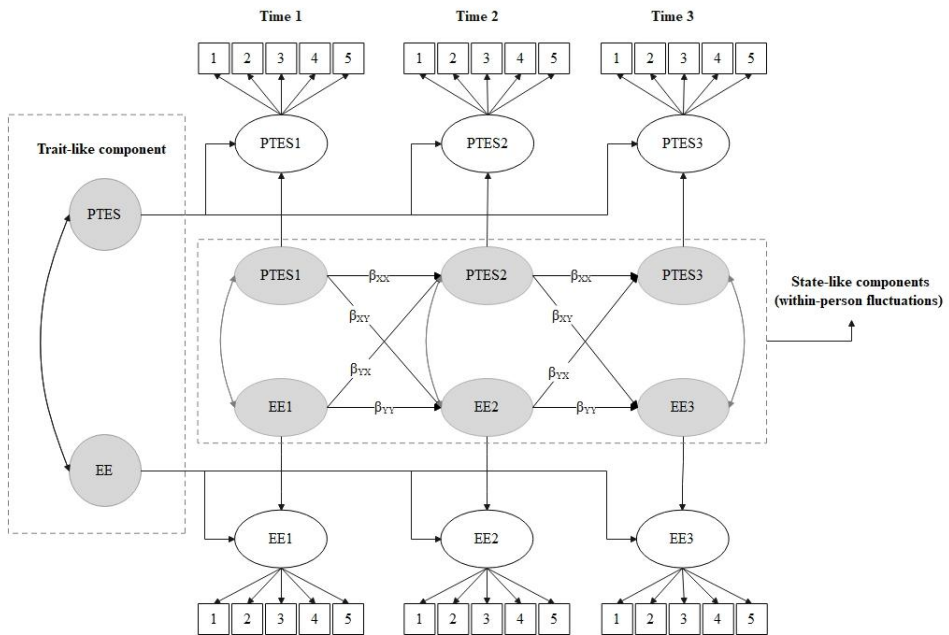 Time 1 Time 2 Time 3
1 2 3 4 5 1 2 3 4 5 1 2 3 4 5
PTES1 PTES2 PTES3
Trait-like component
PTES
PTES1 βXX PTES2 βXX PTES3
State-like components
(within-person fluctuations)
βXY βXY
βYX βYX
EE1 βYY EE2 βYY EE3
EE
EE1 EE2 EE3
1 2 3 4 5 1 2 3 4 5 1 2 3 4 5